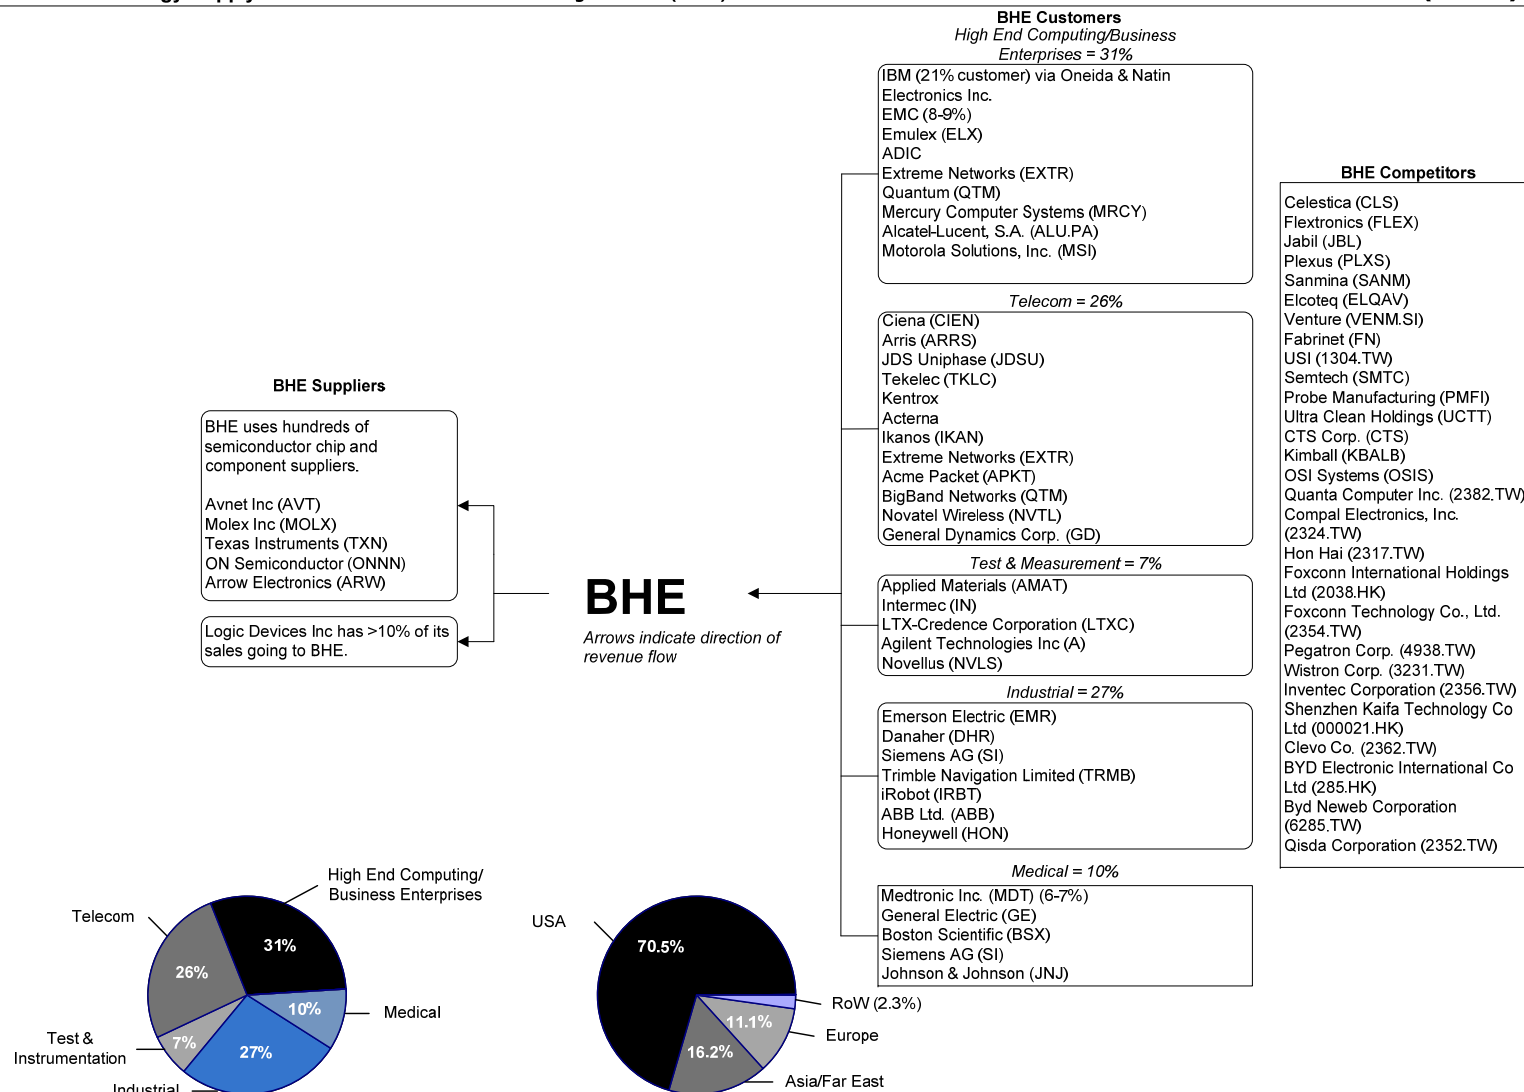 BHE Customers
High End Computing/Business
Enterprises = 31%
IBM (21% customer) via Oneida & Natin
Electronics Inc.
EMC (8-9%)
Emulex (ELX)
ADIC
Extreme Networks (EXTR)
Quantum (QTM)
Mercury Computer Systems (MRCY)
Alcatel-Lucent, S.A. (ALU.PA)
Motorola Solutions, Inc. (MSI)
Telecom = 26%
Ciena (CIEN)
Arris (ARRS)
JDS Uniphase (JDSU)
Tekelec (TKLC)
Kentrox
Acterna
Ikanos (IKAN)
Extreme Networks (EXTR)
Acme Packet (APKT)
BigBand Networks (QTM)
Novatel Wireless (NVTL)
General Dynamics Corp. (GD)
Test & Measurement = 7%
Applied Materials (AMAT)
Intermec (IN)
LTX-Credence Corporation (LTXC)
Agilent Technologies Inc (A)
Novellus (NVLS)
Industrial = 27%
Emerson Electric (EMR)
Danaher (DHR)
Siemens AG (SI)
Trimble Navigation Limited (TRMB)
iRobot (IRBT)
ABB Ltd. (ABB)
Honeywell (HON)
Medical = 10%
Medtronic Inc. (MDT) (6-7%)
General Electric (GE)
Boston Scientific (BSX)
Siemens AG (SI)
Johnson & Johnson (JNJ)
BHE Competitors
Celestica (CLS)
Flextronics (FLEX)
Jabil (JBL)
Plexus (PLXS)
Sanmina (SANM)
Elcoteq (ELQAV)
Venture (VENM.SI)
Fabrinet (FN)
USI (1304.TW)
Semtech (SMTC)
Probe Manufacturing (PMFI)
Ultra Clean Holdings (UCTT)
CTS Corp. (CTS)
Kimball (KBALB)
OSI Systems (OSIS)
Quanta Computer Inc. (2382.TW)
Compal Electronics, Inc.
(2324.TW)
Hon Hai (2317.TW)
Foxconn International Holdings
Ltd (2038.HK)
Foxconn Technology Co., Ltd.
(2354.TW)
Pegatron Corp. (4938.TW)
Wistron Corp. (3231.TW)
Inventec Corporation (2356.TW)
Shenzhen Kaifa Technology Co
Ltd (000021.HK)
Clevo Co. (2362.TW)
BYD Electronic International Co
Ltd (285.HK)
Byd Neweb Corporation
(6285.TW)
Qisda Corporation (2352.TW)
BHE Suppliers
BHE uses hundreds of
semiconductor chip and
component suppliers.
Avnet Inc (AVT)
Molex Inc (MOLX)
Texas Instruments (TXN)
ON Semiconductor (ONNN)
Arrow Electronics (ARW)
Logic Devices Inc has >10% of its
sales going to BHE.
BHE
Arrows indicate direction of
revenue flow
High End Computing/
Business Enterprises
Telecom
31%
26%
10%
Medical
7%
Test &
Instrumentation
27%
Industrial
USA
70.5%
RoW (2.3%)
11.1%
Europe
16.2%
Asia/Far East